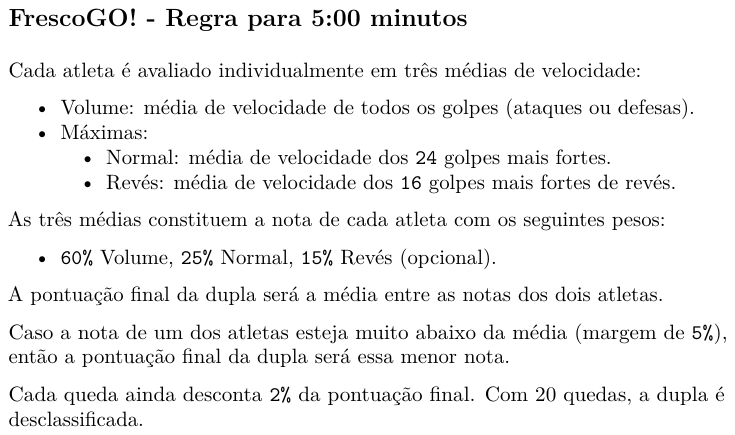 FrescoGO! - Regra para 5:00 minutos
Cada atleta é avaliado individualmente em três médias de velocidade:
• Volume: média de velocidade de todos os golpes (ataques ou defesas).
• Máximas:
• Normal: média de velocidade dos 24 golpes mais fortes.
• Revés: média de velocidade dos 16 golpes mais fortes de revés.
As três médias constituem a nota de cada atleta com os seguintes pesos:
• 60% Volume, 25% Normal, 15% Revés (opcional).
A pontuação final da dupla será a média entre as notas dos dois atletas.
Caso a nota de um dos atletas esteja muito abaixo da média (margem de 5%),
então a pontuação final da dupla será essa menor nota.
Cada queda ainda desconta 2% da pontuação final. Com 20 quedas, a dupla é
desclassificada.